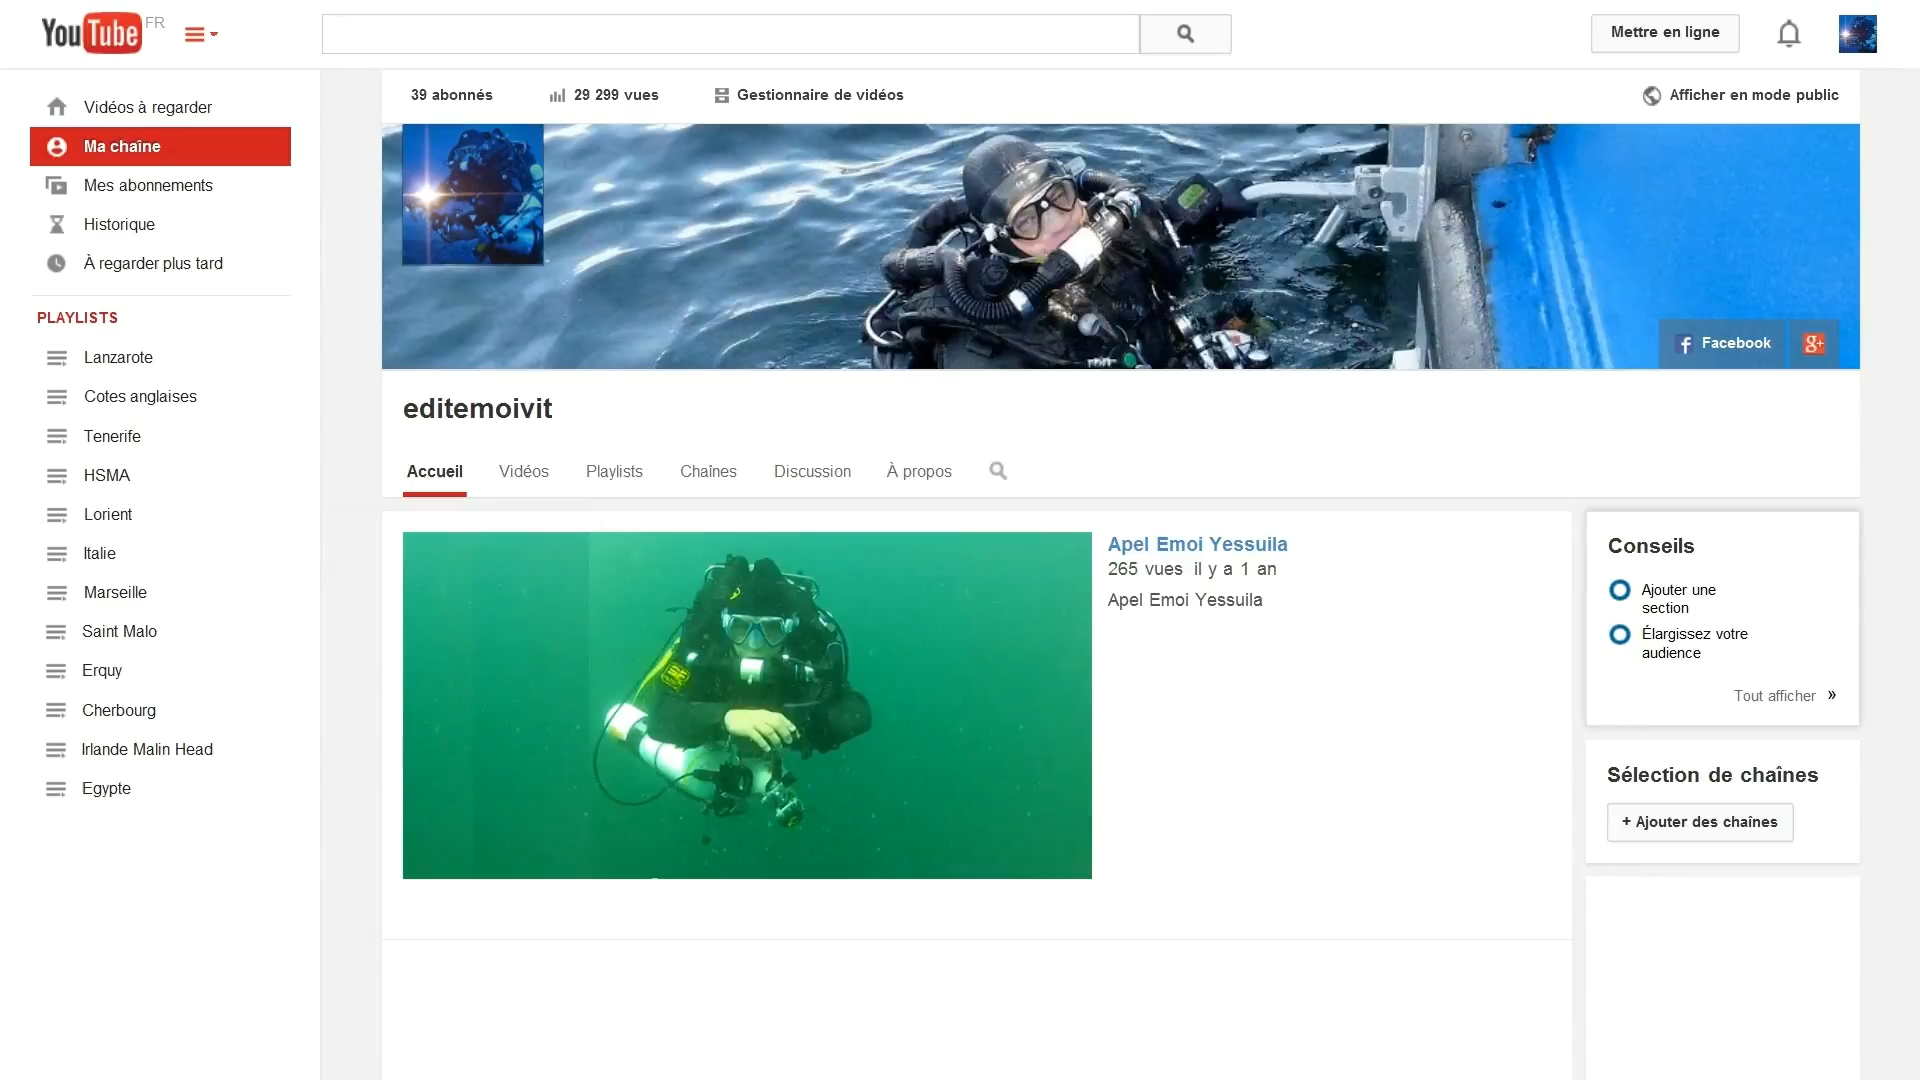 YouTube FR
Mettre en ligne
Vidéos à regarder
Ma chaîne
Mes abonnements
Historique
À regarder plus tard
PLAYLISTS
Lanzarote
Cotes anglaises
Tenerife
HSMA
Lorient
Italie
Marseille
Saint Malo
Erquy
Cherbourg
Irlande Malin Head
Egypte
39 abonnés
29 299 vues
Gestionnaire de vidéos
Afficher en mode public
Facebook
g+
editemoivit
Accueil
Vidéos
Playlists
Chaînes
Discussion
À propos
Apel Emoi Yessuila
265 vues il y a 1 an
Apel Emoi Yessuila
Conseils
Ajouter une
section
Élargissez votre
audience
Tout afficher »
Sélection de chaînes
+ Ajouter des chaînes